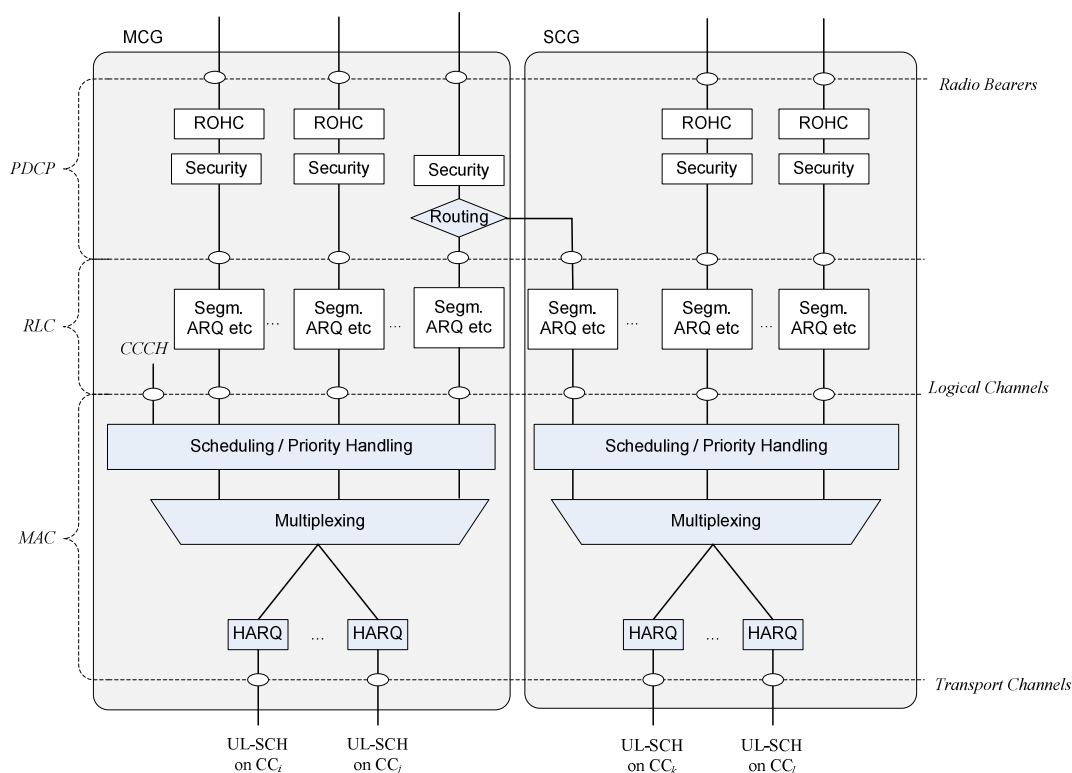 MCG
SCG
Radio Bearers
ROHC
ROHC
ROHC
ROHC
PDCP
Security
Security
Security
Security
Security
Routing
RLC
Segm.
ARQ etc
...
Segm.
ARQ etc
...
Segm.
ARQ etc
Segm.
ARQ etc
...
Segm.
ARQ etc
...
Segm.
ARQ etc
CCCH
Logical Channels
Scheduling / Priority Handling
Scheduling / Priority Handling
Multiplexing
Multiplexing
MAC
HARQ
...
HARQ
HARQ
...
HARQ
Transport Channels
UL-SCH
on CCi
UL-SCH
on CCj
UL-SCH
on CCk
UL-SCH
on CCl